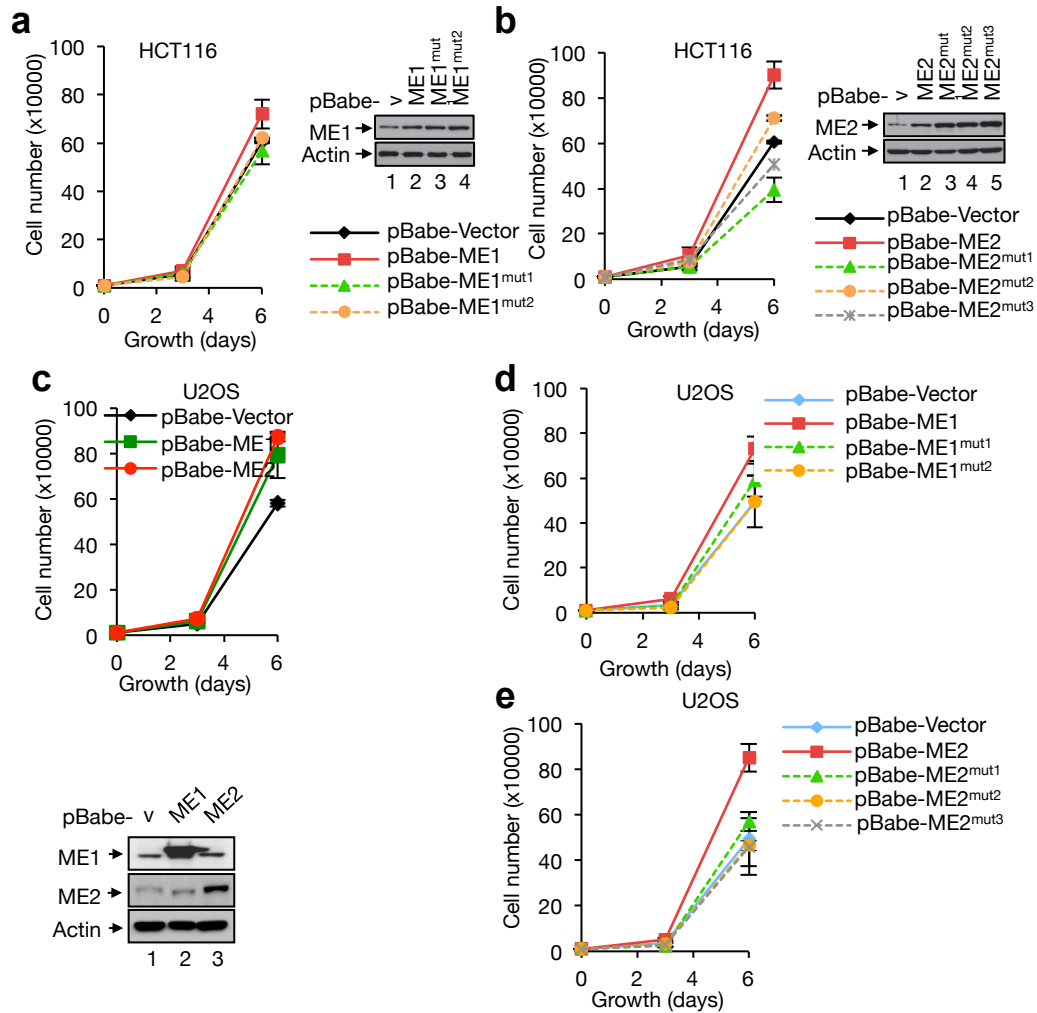 a
HCT116
Cell number (x10000)
100
80
60
40
20
0
0 2 4 6
Growth (days)
pBabe- > ME1 ME1mut ME1mut2
ME1
Actin
1 2 3 4
pBabe-Vector
pBabe-ME1
pBabe-ME1mut1
pBabe-ME1mut2
b
HCT116
Cell number (x10000)
100
80
60
40
20
0
0 2 4 6
Growth (days)
pBabe- > ME2 ME2mut ME2mut2 ME2mut3
ME2
Actin
1 2 3 4 5
pBabe-Vector
pBabe-ME2
pBabe-ME2mut1
pBabe-ME2mut2
pBabe-ME2mut3
c
U2OS
Cell number (x10000)
100
80
60
40
20
0
0 2 4 6
Growth (days)
pBabe-Vector
pBabe-ME1
pBabe-ME2
pBabe- v ME1 ME2
ME1
ME2
Actin
1 2 3
d
U2OS
Cell number (x10000)
100
80
60
40
20
0
0 2 4 6
Growth (days)
pBabe-Vector
pBabe-ME1
pBabe-ME1mut1
pBabe-ME1mut2
e
U2OS
Cell number (x10000)
100
80
60
40
20
0
0 2 4 6
Growth (days)
pBabe-Vector
pBabe-ME2
pBabe-ME2mut1
pBabe-ME2mut2
pBabe-ME2mut3